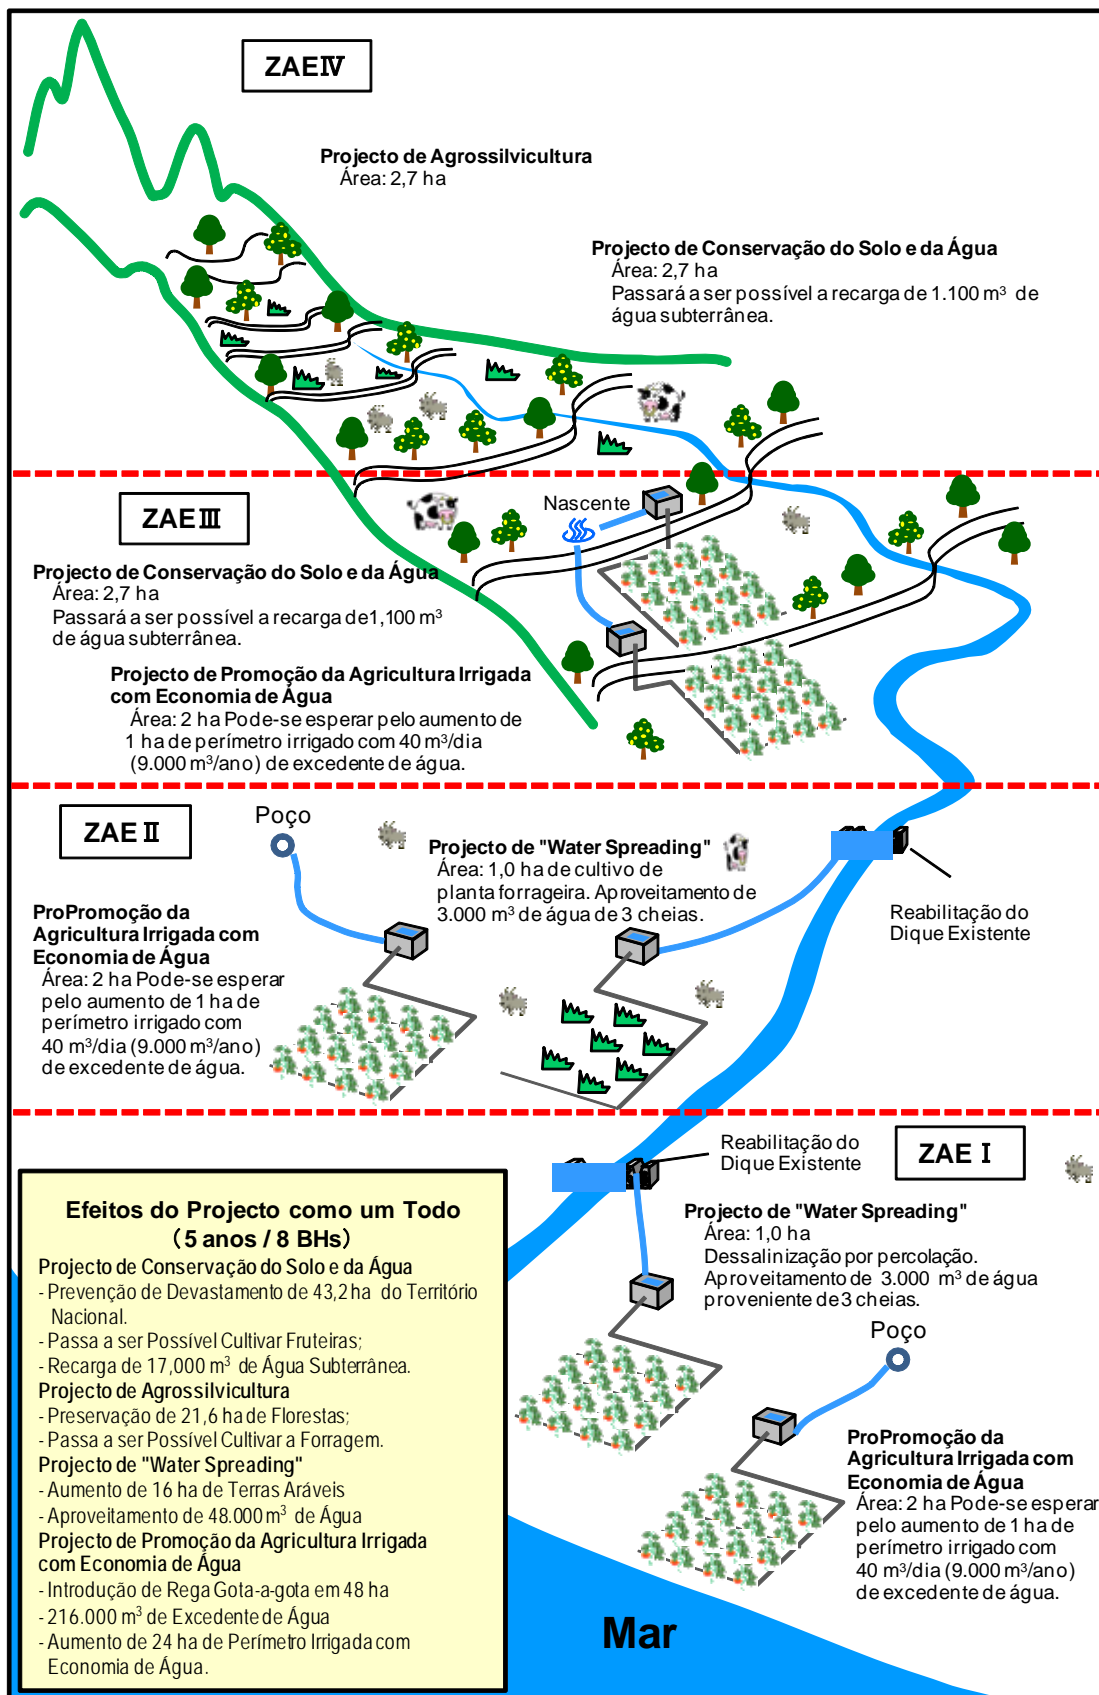 ZAEⅣ
Projecto de Agrossilvicultura
Área: 2,7 ha
Projecto de Conservação do Solo e da Água
Área: 2,7 ha
Passará a ser possível a recarga de 1.100 m³ de
água subterrânea.
ZAEⅢ
Nascente
Projecto de Conservação do Solo e da Água
Área: 2,7 ha
Passará a ser possível a recarga de1,100 m³
de água subterrânea.
Projecto de Promoção da Agricultura Irrigada
com Economia de Água
Área: 2 ha Pode-se esperar pelo aumento de
1 ha de perímetro irrigado com 40 m³/dia
(9.000 m³/ano) de excedente de água.
ZAEⅡ
Poço
Projecto de "Water Spreading"
Área: 1,0 ha de cultivo de
planta forrageira. Aproveitamento de
3.000 m³ de água de 3 cheias.
Reabilitação do
Dique Existente
ProPromoção da
Agricultura Irrigada com
Economia de Água
Área: 2 ha Pode-se esperar
pelo aumento de 1 ha de
perímetro irrigado com
40 m³/dia (9.000 m³/ano)
de excedente de água.
Reabilitação do
Dique Existente
ZAE Ⅰ
Projecto de "Water Spreading"
Área: 1,0 ha
Dessalinização por percolação.
Aproveitamento de 3.000 m³ de água
proveniente de 3 cheias.
Poço
ProPromoção da
Agricultura Irrigada com
Economia de Água
Área: 2 ha Pode-se esperar
pelo aumento de 1 ha de
perímetro irrigado com
40 m³/dia (9.000 m³/ano)
de excedente de água.
Efeitos do Projecto como um Todo
（5 anos / 8 BHs）
Projecto de Conservação do Solo e da Água
- Prevenção de Devastamento de 43,2 ha do Território
Nacional.
- Passa a ser Possível Cultivar Fruteiras;
- Recarga de 17,000 m³ de Água Subterrânea.
Projecto de Agrossilvicultura
- Preservação de 21,6 ha de Florestas;
- Passa a ser Possível Cultivar a Forragem.
Projecto de "Water Spreading"
- Aumento de 16 ha de Terras Aráveis
- Aproveitamento de 48.000 m³ de Água
Projecto de Promoção da Agricultura Irrigada
com Economia de Água
- Introdução de Rega Gota-a-gota em 48 ha
- 216.000 m³ de Excedente de Água
- Aumento de 24 ha de Perímetro Irrigada com
Economia de Água.
Mar